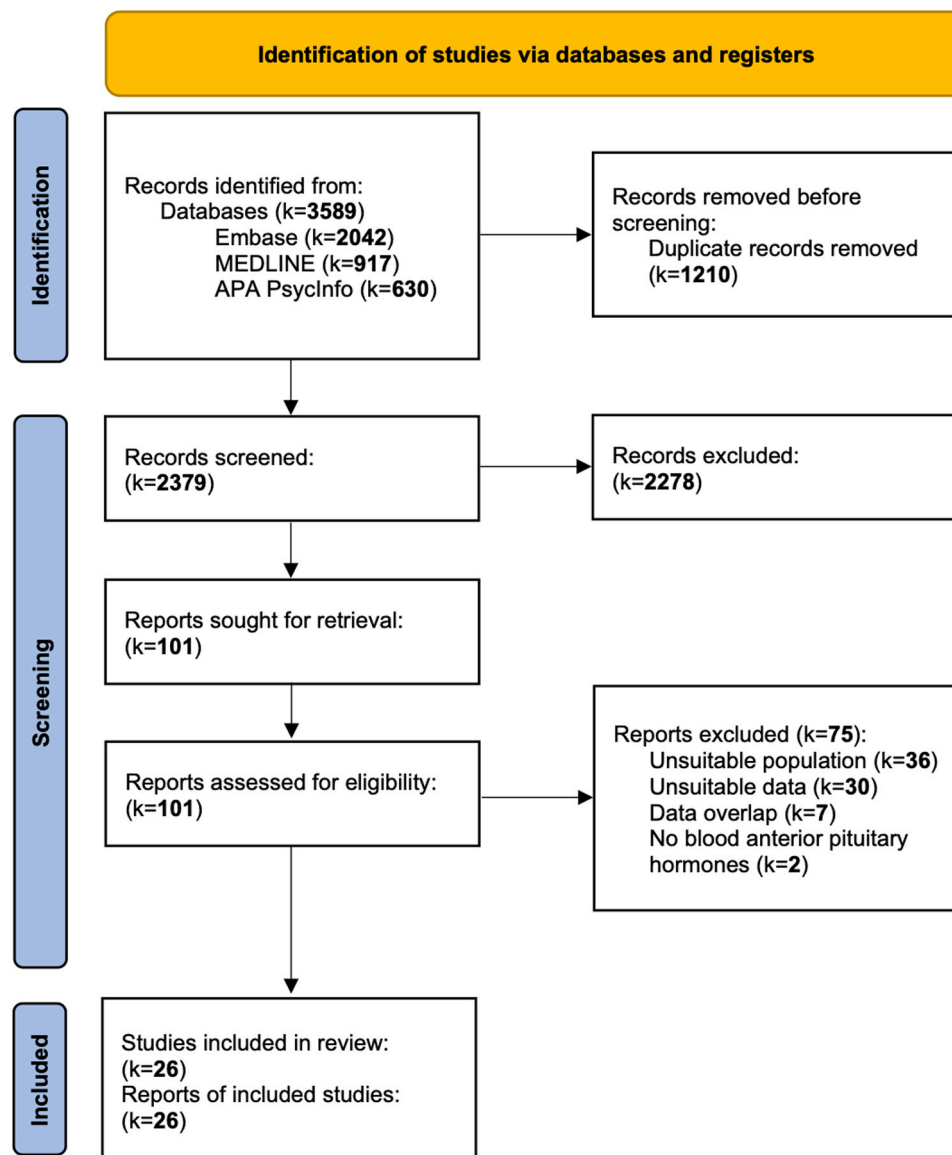 Identification of studies via databases and registers
Identification
Records identified from:
Databases (k=3589)
Embase (k=2042)
MEDLINE (k=917)
APA PsycInfo (k=630)
Records removed before
screening:
Duplicate records removed
(k=1210)
Screening
Records screened:
(k=2379)
Records excluded:
(k=2278)
Reports sought for retrieval:
(k=101)
Reports assessed for eligibility:
(k=101)
Reports excluded (k=75):
Unsuitable population (k=36)
Unsuitable data (k=30)
Data overlap (k=7)
No blood anterior pituitary
hormones (k=2)
Included
Studies included in review:
(k=26)
Reports of included studies:
(k=26)